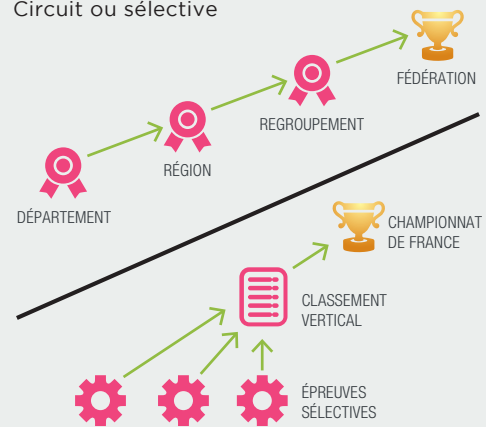 Circuit ou sélective
FÉDÉRATION
REGROUPEMENT
RÉGION
DÉPARTEMENT
CHAMPIONNAT
DE FRANCE
CLASSEMENT
VERTICAL
ÉPREUVES
SÉLECTIVES